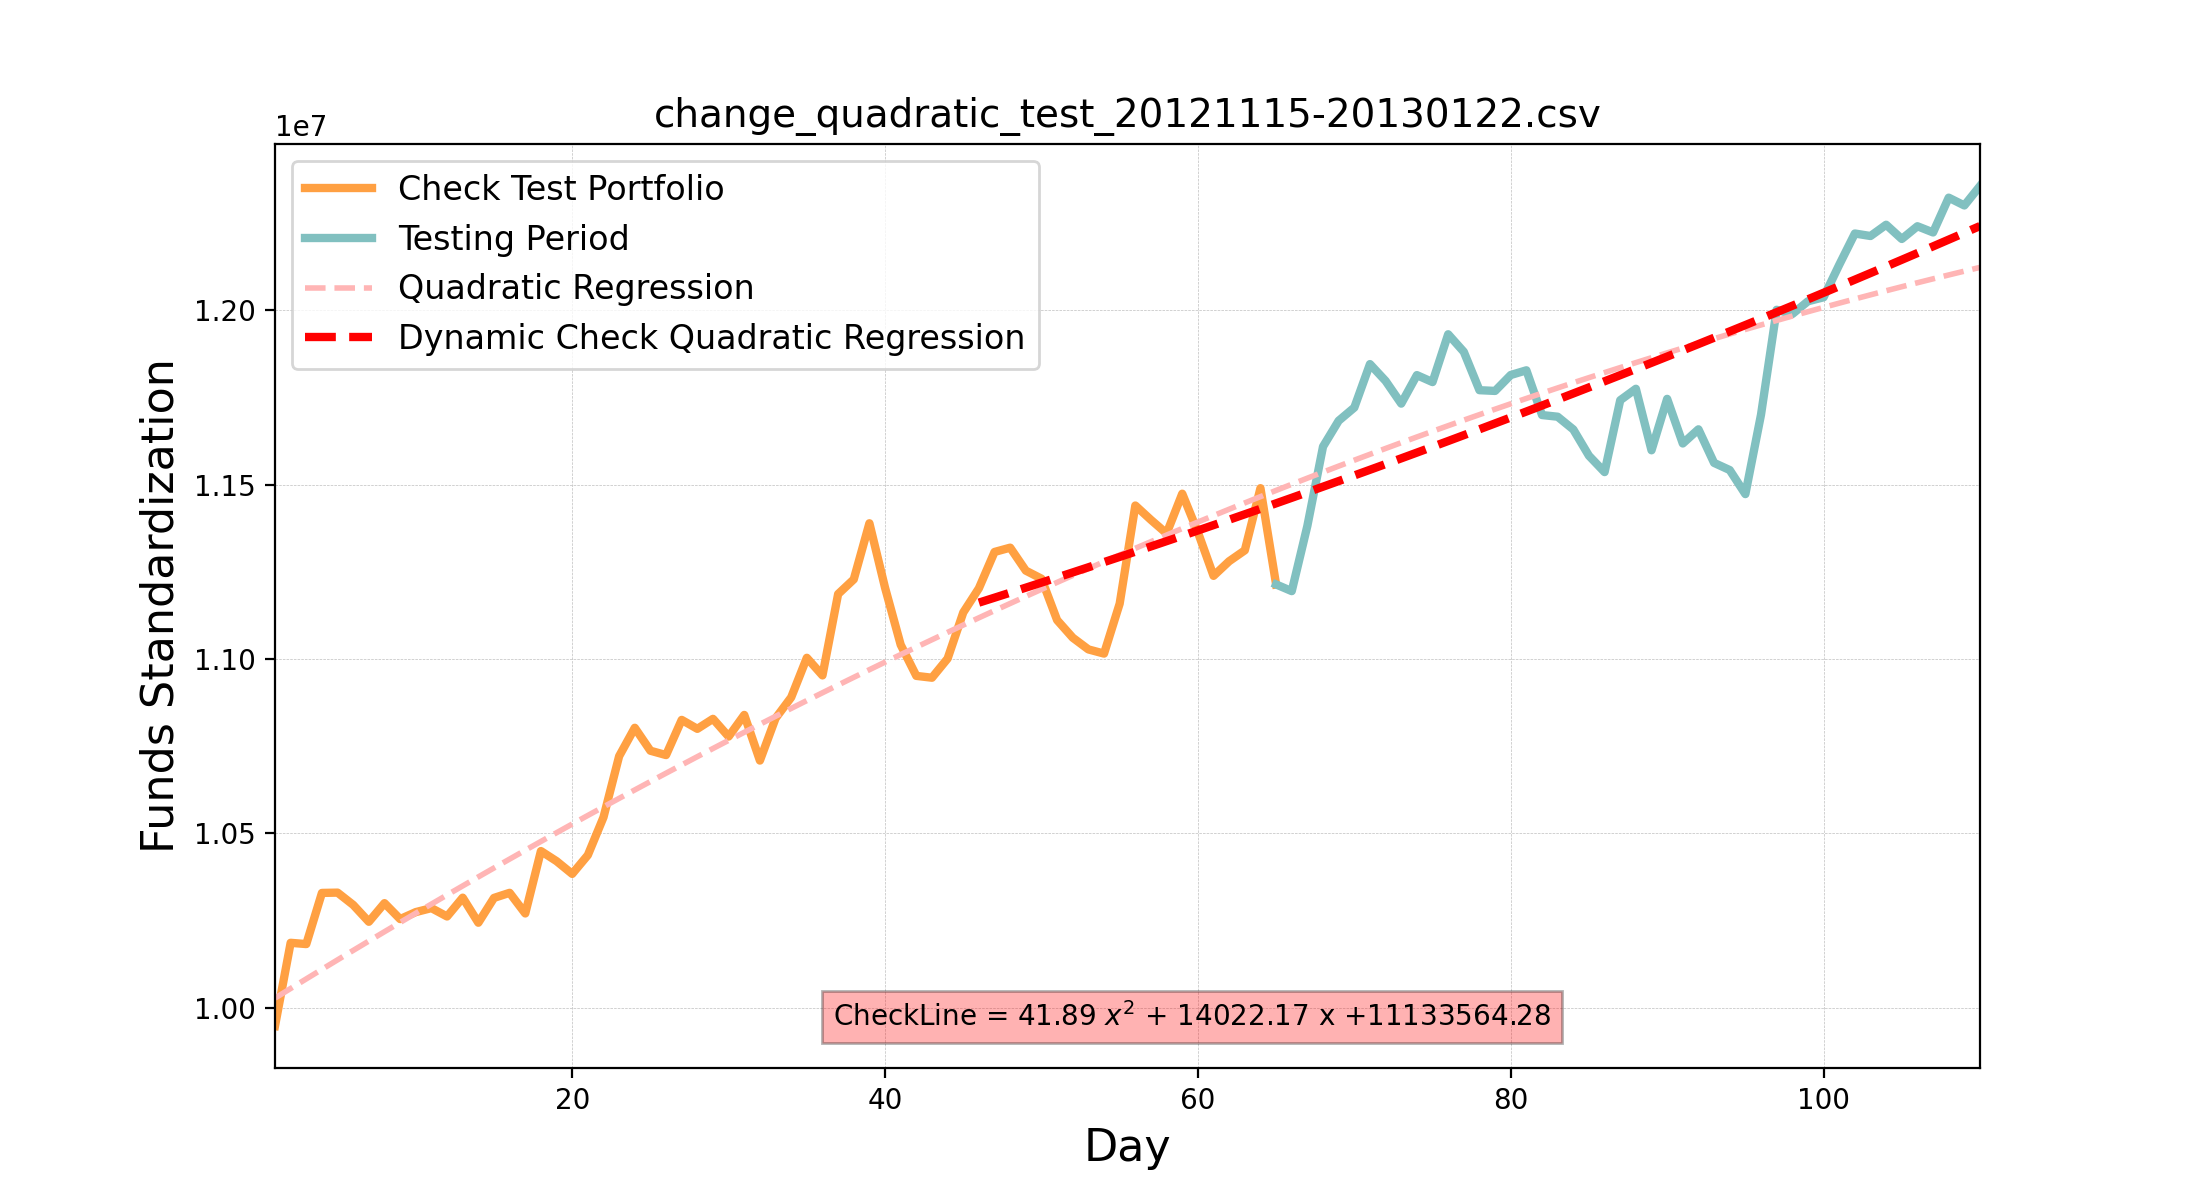 change_quadratic_test_20121115-20130122.csv
1e7
Check Test Portfolio
Testing Period
Quadratic Regression
Dynamic Check Quadratic Regression
1.20
1.15
1.10
1.05
1.00
Funds Standardization
CheckLine = 41.89 x² + 14022.17 x +11133564.28
20 40 60 80 100
Day